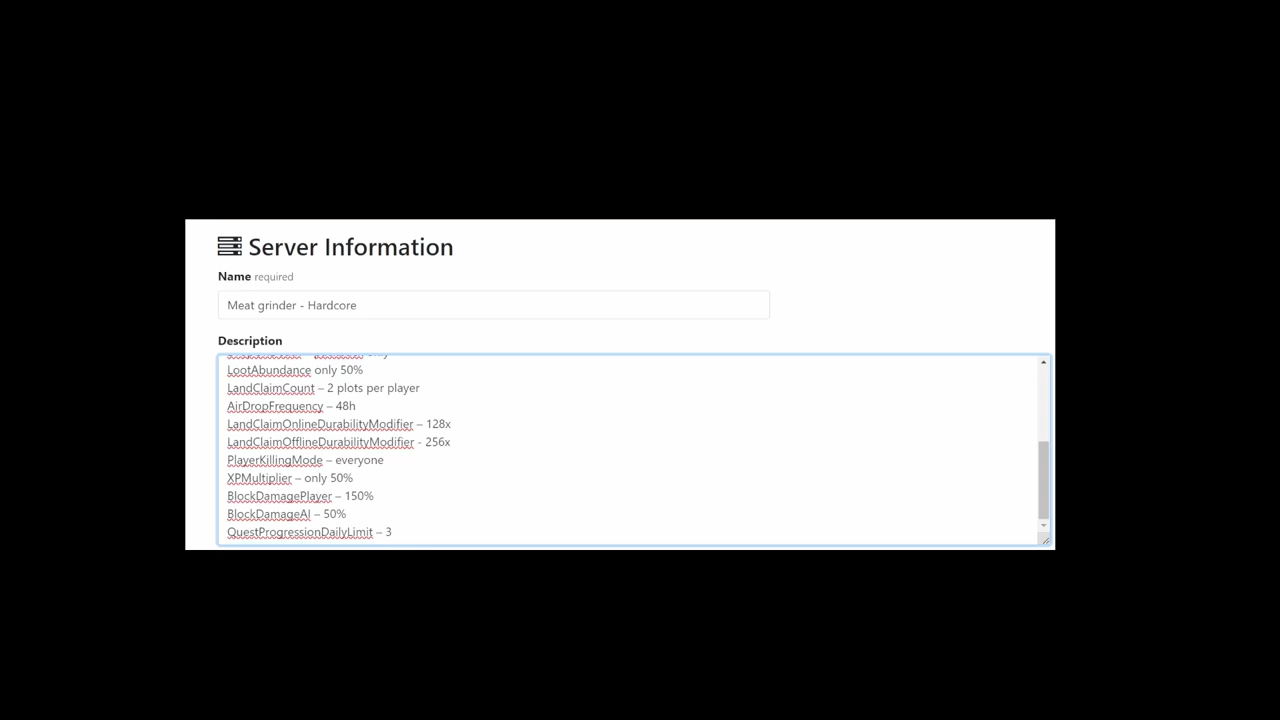 Server Information
Name required
Meat grinder - Hardcore
Description
LootAbundance only 50%
LandClaimCount – 2 plots per player
AirDropFrequency – 48h
LandClaimOnlineDurabilityModifier – 128x
LandClaimOfflineDurabilityModifier - 256x
PlayerKillingMode – everyone
XPMultiplier – only 50%
BlockDamagePlayer – 150%
BlockDamageAI – 50%
QuestProgressionDailyLimit – 3